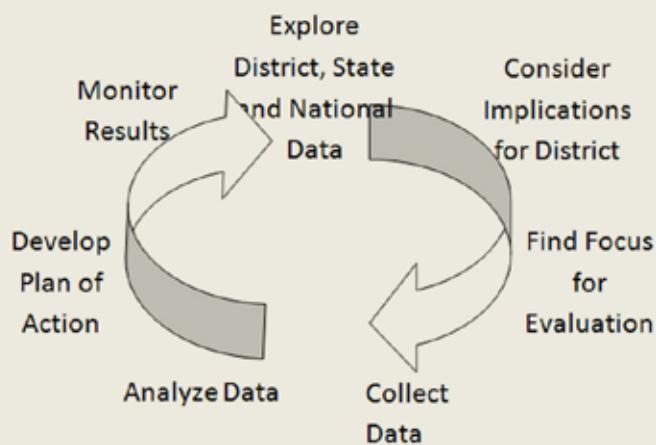 Explore
District, State
and National
Data
Consider
Implications
for District
Find Focus
for
Evaluation
Collect
Data
Analyze Data
Develop
Plan of
Action
Monitor
Results